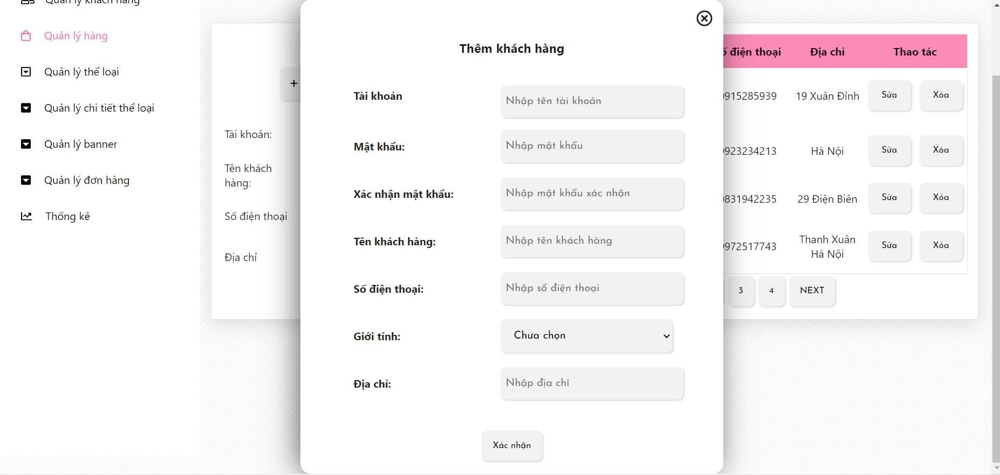 Quản lý khách hàng
Quản lý hàng
Quản lý thể loại
Quản lý chi tiết thể loại
Quản lý banner
Quản lý đơn hàng
Thống kê
+
Tài khoản:
Tên khách
hàng:
Số điện thoại
Địa chỉ
Thêm khách hàng
Tài khoản
Nhập tên tài khoản
Mật khẩu:
Nhập mật khẩu
Xác nhận mật khẩu:
Nhập mật khẩu xác nhận
Tên khách hàng:
Nhập tên khách hàng
Số điện thoại:
Nhập số điện thoại
Giới tính:
Chưa chọn
Địa chỉ:
Nhập địa chỉ
Xác nhận
điện thoại Địa chỉ Thao tác
915285939 19 Xuân Đỉnh Sửa Xóa
923234213 Hà Nội Sửa Xóa
831942235 29 Điện Biên Sửa Xóa
972517743 Thanh Xuân
Hà Nội Sửa Xóa
3 4 NEXT